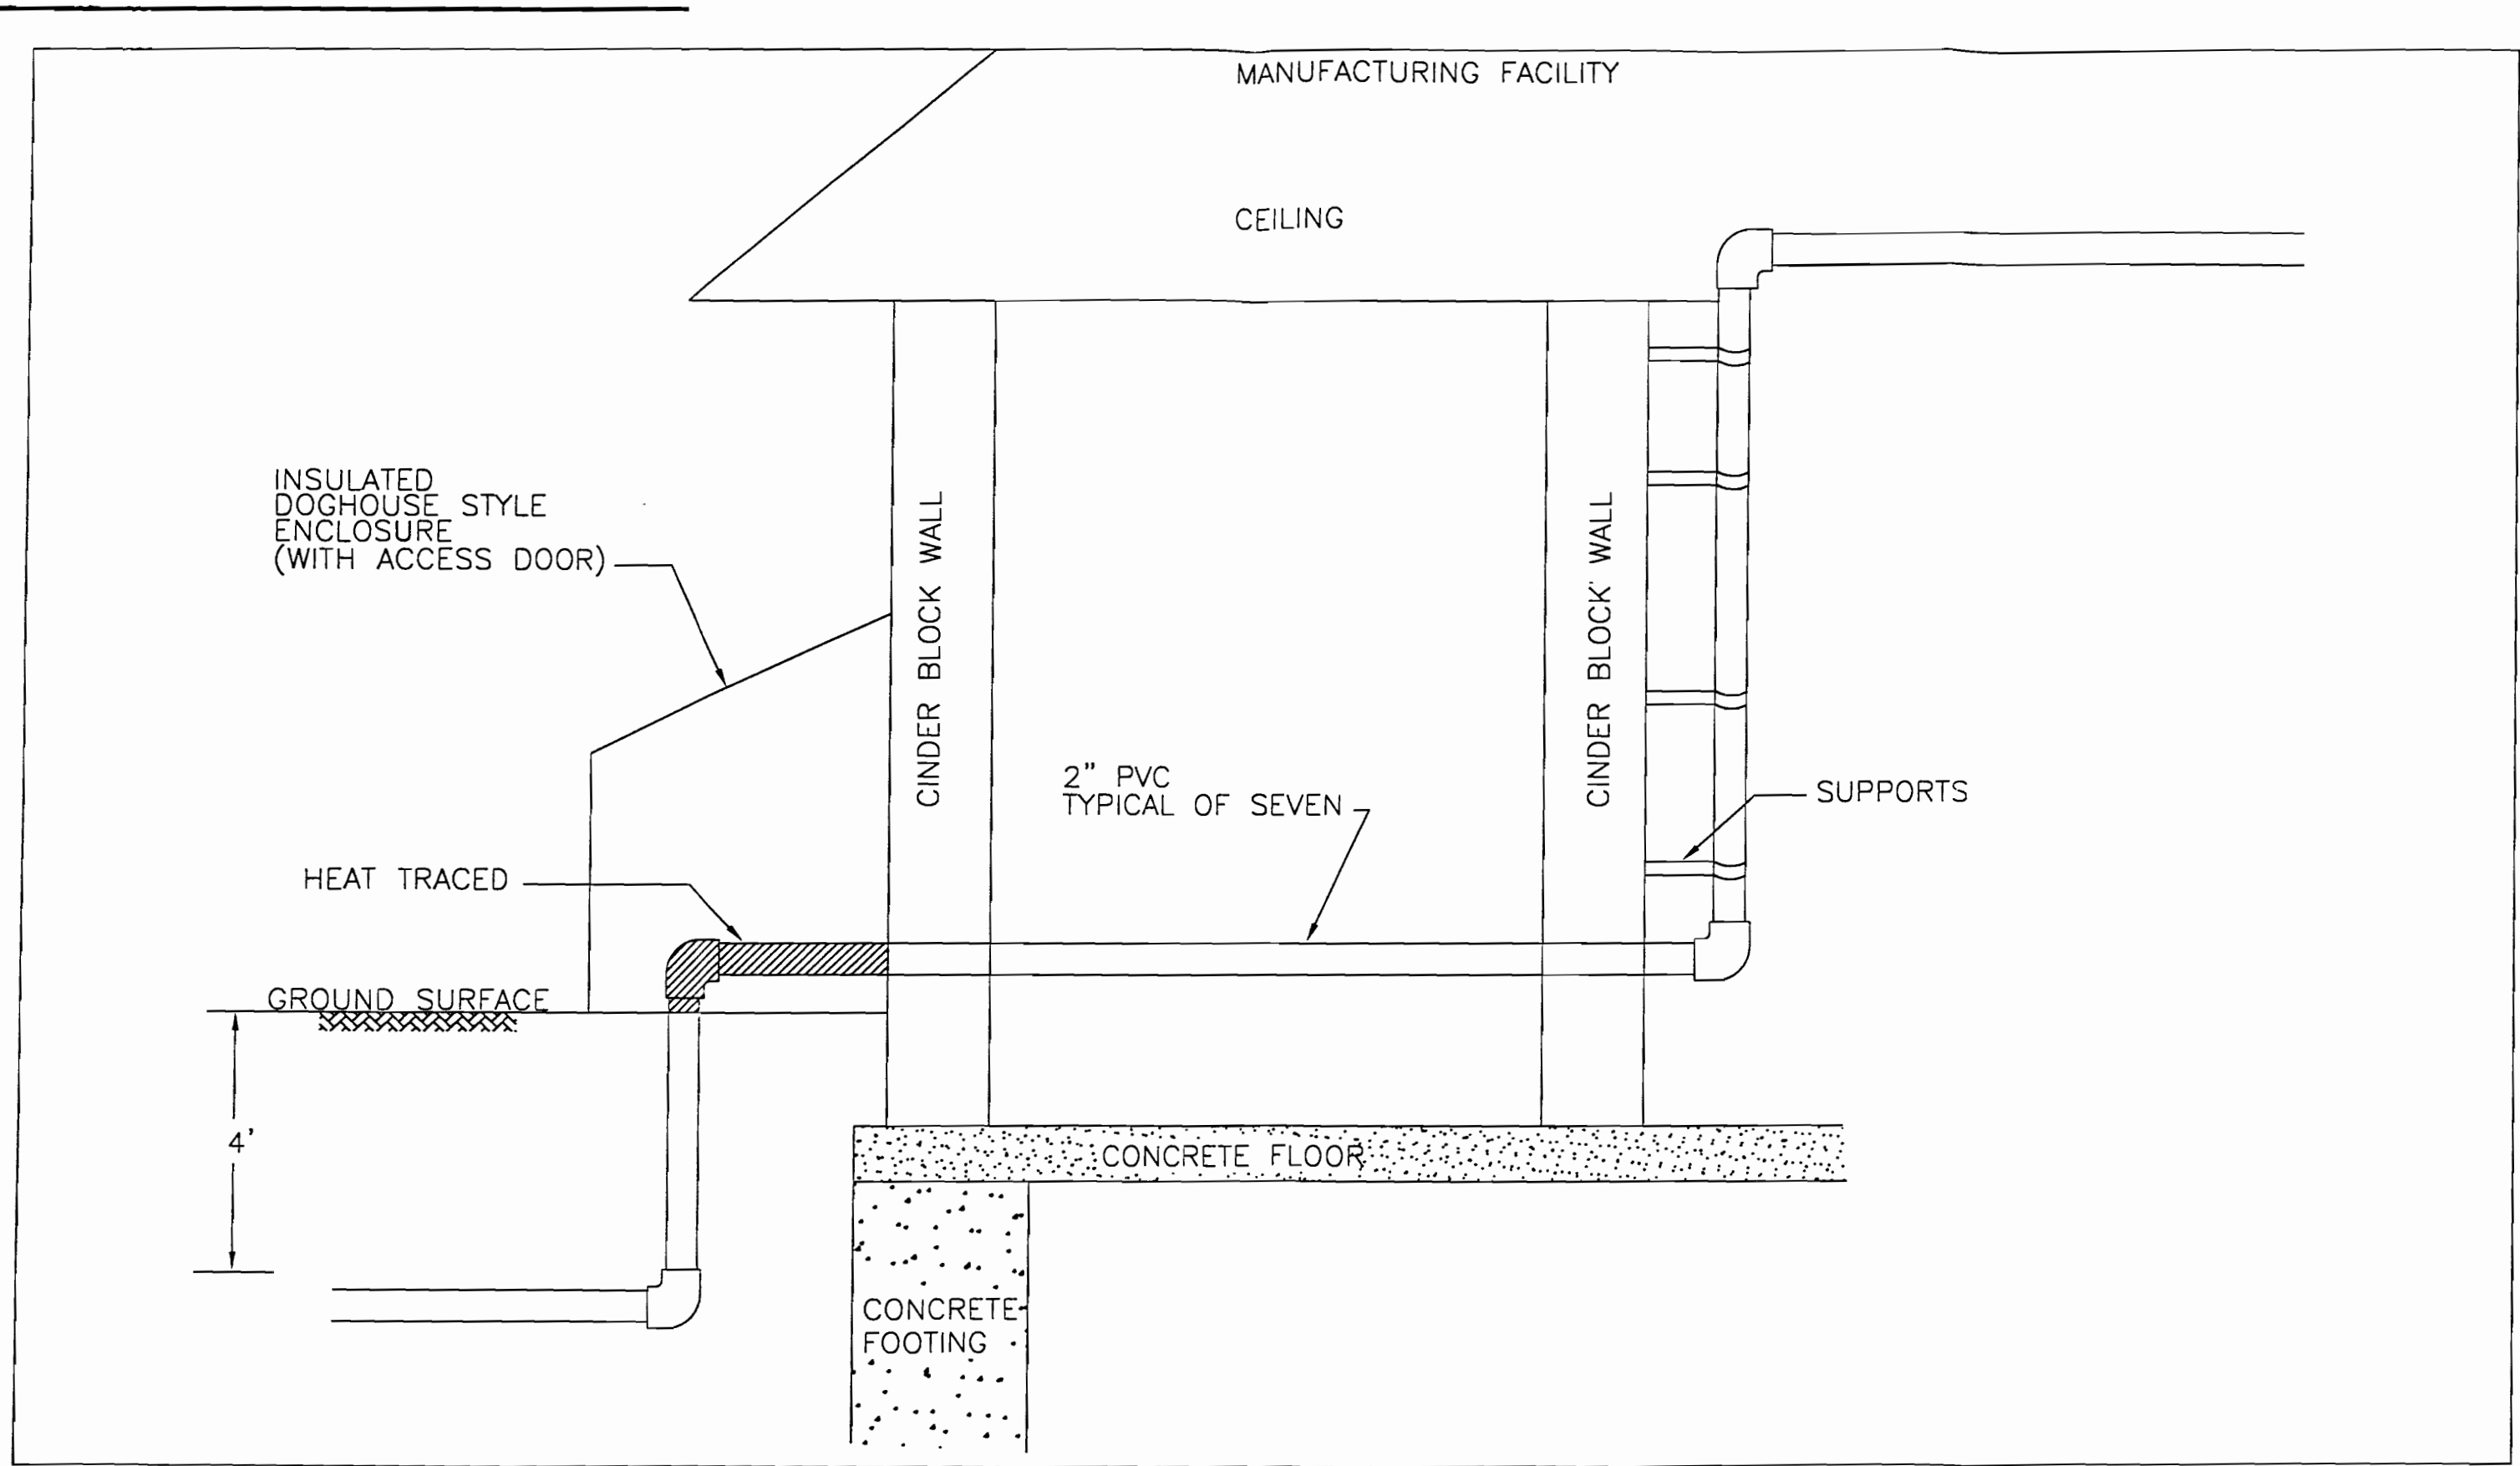 MANUFACTURING FACILITY
CEILING
INSULATED
DOGHOUSE STYLE
ENCLOSURE
(WITH ACCESS DOOR)
CINDER BLOCK WALL
CINDER BLOCK WALL
2" PVC
TYPICAL OF SEVEN
SUPPORTS
HEAT TRACED
GROUND SURFACE
4'
CONCRETE FLOOR
CONCRETE
FOOTING